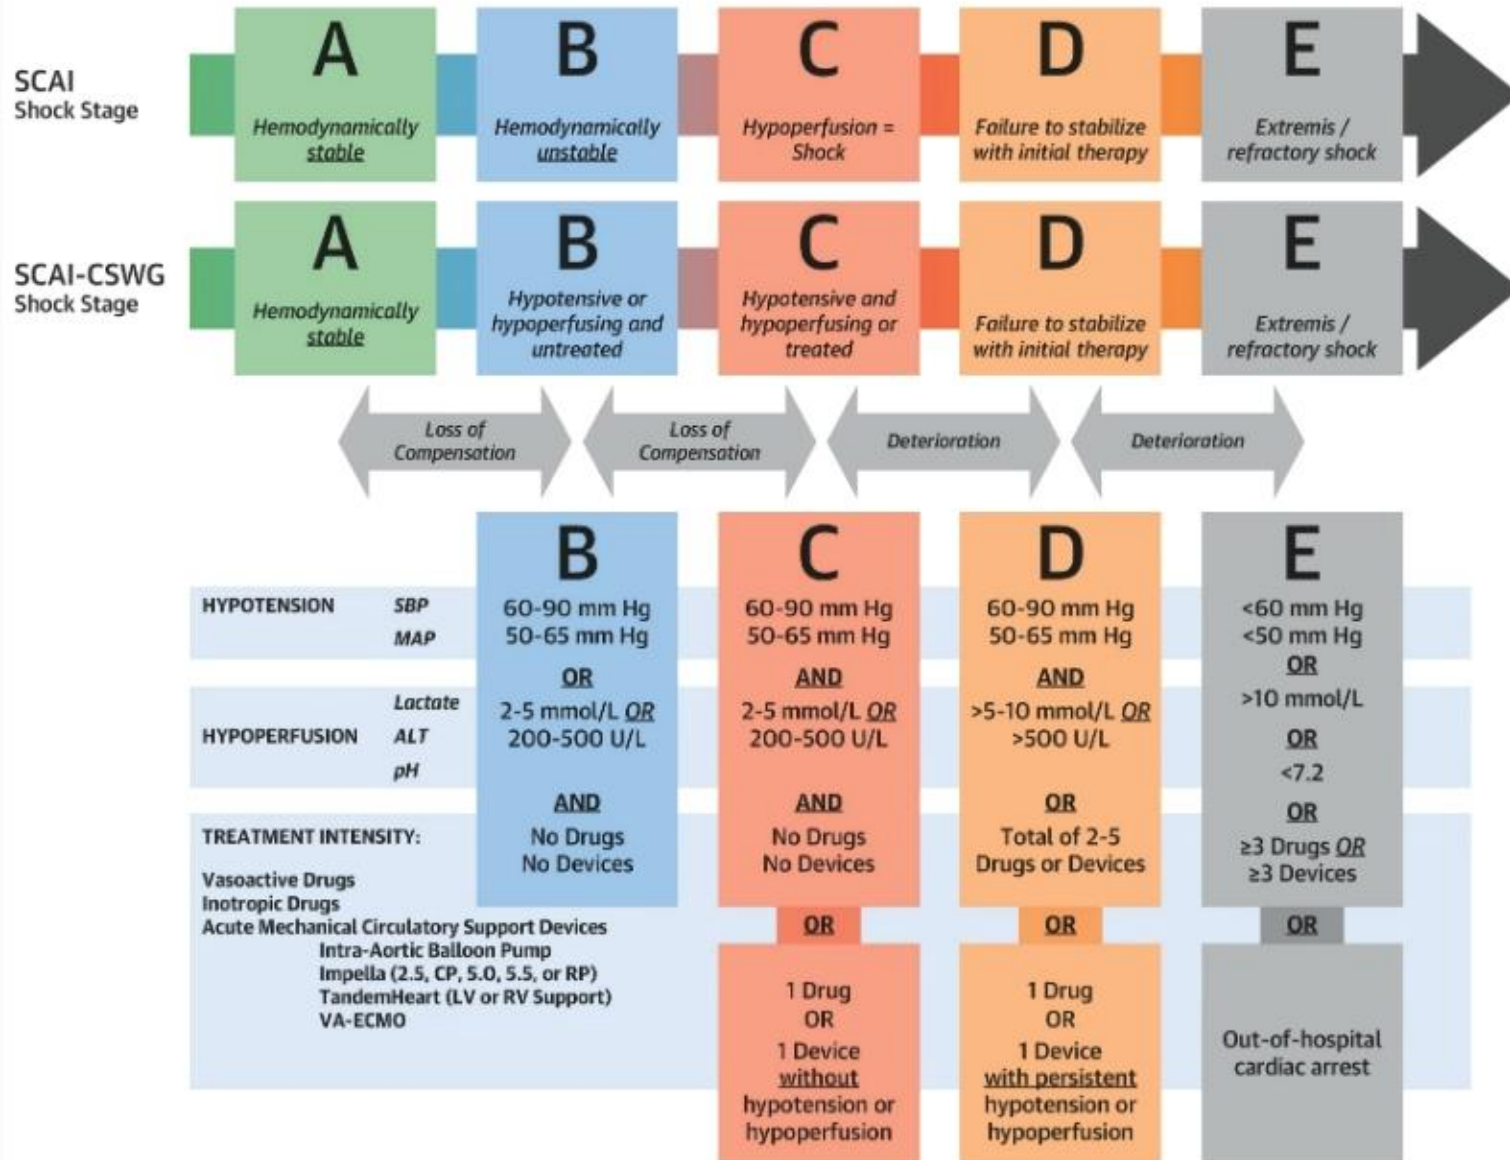 SCAI
Shock Stage
A
Hemodynamically
stable
B
Hemodynamically
unstable
C
Hypoperfusion =
Shock
D
Failure to stabilize
with initial therapy
E
Extremis /
refractory shock
SCAI-CSWG
Shock Stage
A
Hemodynamically
stable
B
Hypotensive or
hypoperfusing and
untreated
C
Hypotensive and
hypoperfusing or
treated
D
Failure to stabilize
with initial therapy
E
Extremis /
refractory shock
Loss of
Compensation
Loss of
Compensation
Deterioration
Deterioration
HYPOTENSION SBP
MAP
HYPOPERFUSION Lactate
ALT
pH
TREATMENT INTENSITY:
Vasoactive Drugs
Inotropic Drugs
Acute Mechanical Circulatory Support Devices
Intra-Aortic Balloon Pump
Impella (2.5, CP, 5.0, 5.5, or RP)
TandemHeart (LV or RV Support)
VA-ECMO
B
60-90 mm Hg
50-65 mm Hg
OR
2-5 mmol/L OR
200-500 U/L
AND
No Drugs
No Devices
C
60-90 mm Hg
50-65 mm Hg
AND
2-5 mmol/L OR
200-500 U/L
AND
No Drugs
No Devices
OR
1 Drug
OR
1 Device
without
hypotension or
hypoperfusion
D
60-90 mm Hg
50-65 mm Hg
AND
>5-10 mmol/L OR
>500 U/L
OR
Total of 2-5
Drugs or Devices
OR
1 Drug
OR
1 Device
with persistent
hypotension or
hypoperfusion
E
<60 mm Hg
<50 mm Hg
OR
>10 mmol/L
OR
<7.2
OR
≥3 Drugs OR
≥3 Devices
OR
Out-of-hospital
cardiac arrest